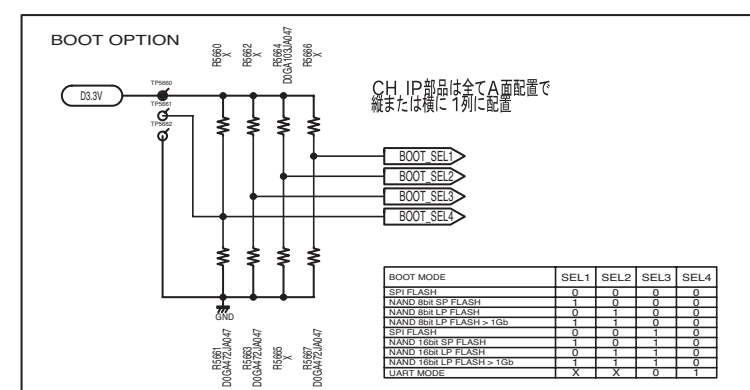 BOOT OPTION
R5660
X
R5662
X
R5664
D0GA103JA047
R5666
X
TP5660
D3.3V
TP5661
TP5662
CH IP部品は全てA面配置で
縦または横に1列に配置
BOOT_SEL1
BOOT_SEL2
BOOT_SEL3
BOOT_SEL4
GND
R5661
D0GA472JA047
R5663
D0GA472JA047
R5665
X
R5667
D0GA472JA047
BOOT MODE SEL1 SEL2 SEL3 SEL4
SPI FLASH 0 0 0 0
NAND 8bit SP FLASH 1 0 0 0
NAND 8bit LP FLASH 0 1 0 0
NAND 8bit LP FLASH > 1Gb 1 1 0 0
SPI FLASH 0 0 1 0
NAND 16bit SP FLASH 1 0 1 0
NAND 16bit LP FLASH 0 1 1 0
NAND 16bit LP FLASH > 1Gb 1 1 1 0
UART MODE X X 0 1